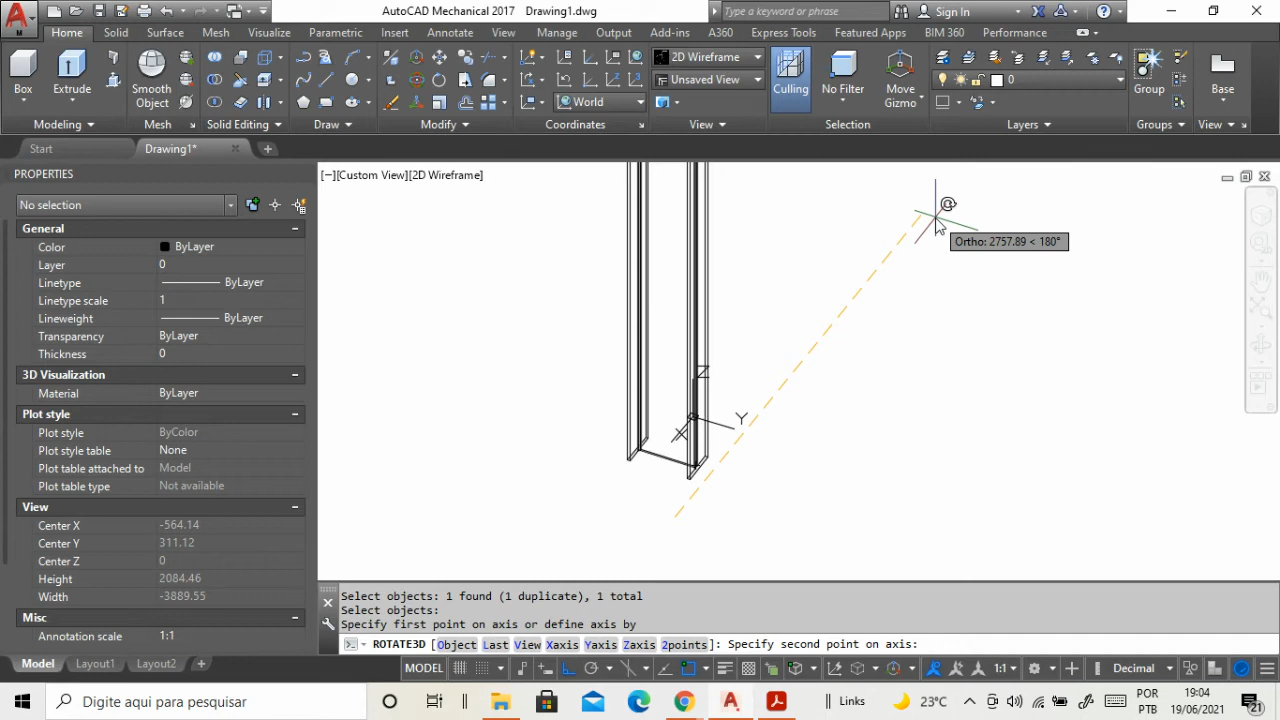 AutoCAD Mechanical 2017 Drawing1.dwg
Type a keyword or phrase
Sign In
Home Solid Surface Mesh Visualize Parametric Insert Annotate View Manage Output Add-ins A360 Express Tools Featured Apps BIM 360 Performance
2D Wireframe
Unsaved View
World
0
Box Extrude Smooth Object Culling No Filter Move Gizmo Group Base
Modeling Mesh Solid Editing Draw Modify Coordinates View Selection Layers Groups View
Start Drawing1*
PROPERTIES
No selection
General
Color ByLayer
Layer 0
Linetype ByLayer
Linetype scale 1
Lineweight ByLayer
Transparency ByLayer
Thickness 0
3D Visualization
Material ByLayer
Plot style
Plot style ByColor
Plot style table None
Plot table attached to Model
Plot table type Not available
View
Center X -564.14
Center Y 311.12
Center Z 0
Height 2084.46
Width -3889.55
Misc
Annotation scale 1:1
[−][Custom View][2D Wireframe]
@
Ortho: 2757.89 < 180°
Z
Y
X
Select objects: 1 found (1 duplicate), 1 total
Select objects:
Specify first point on axis or define axis by
ROTATE3D [Object Last View Xaxis Yaxis Zaxis 2points]: Specify second point on axis:
Model Layout1 Layout2 +
MODEL 1:1 Decimal
Digite aqui para pesquisar
Links
23°C
POR
PTB
19:04
19/06/2021
21